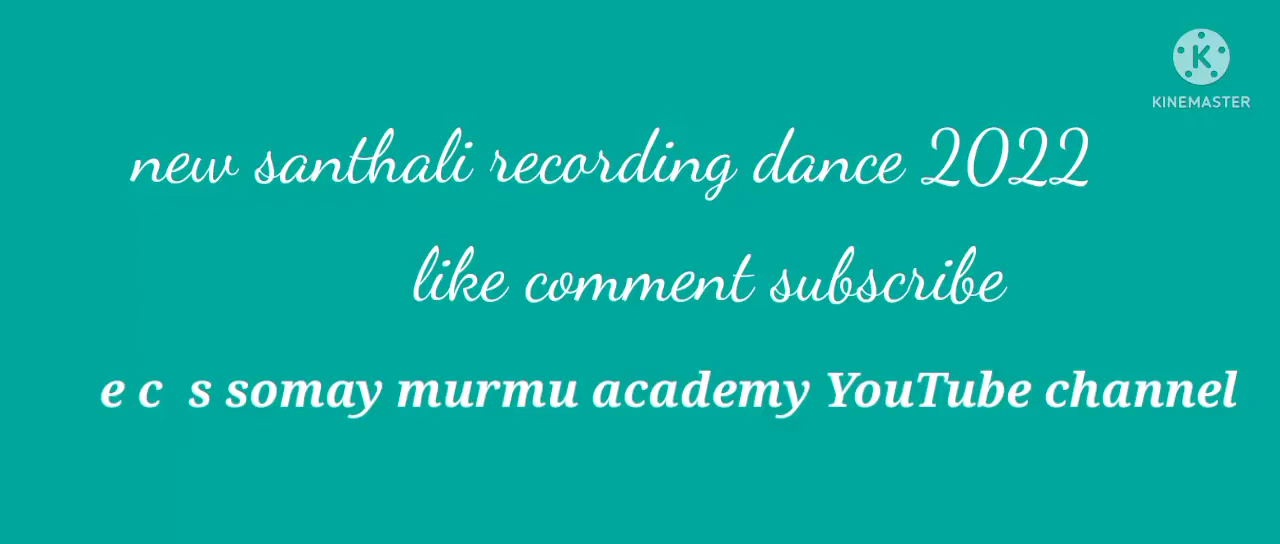 KINEMASTER
new santhali recording dance 2022
like comment subscribe
e c s somay murmu academy YouTube channel